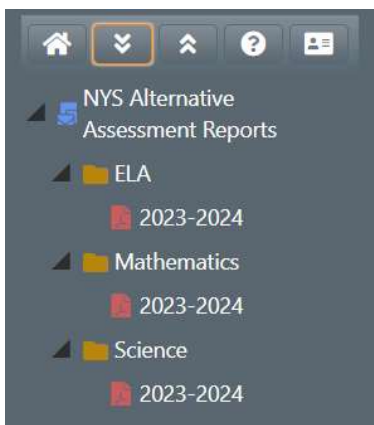 NYS Alternative
Assessment Reports
ELA
2023-2024
Mathematics
2023-2024
Science
2023-2024